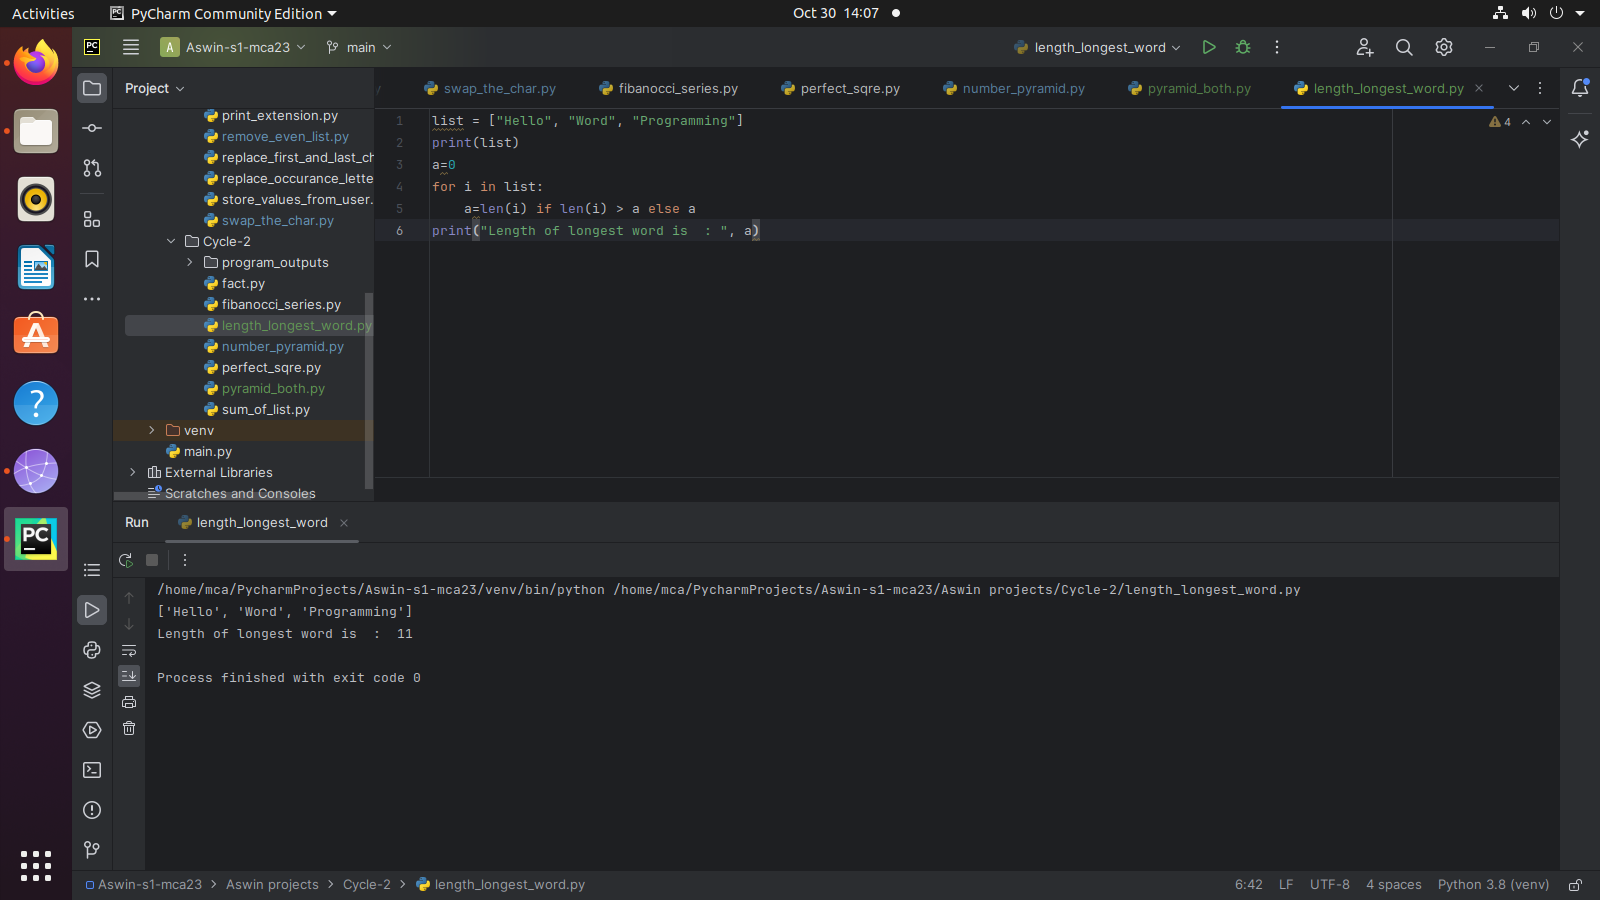 Activities PyCharm Community Edition Oct 30 14:07
PC A Aswin-s1-mca23 main length_longest_word
Project swap_the_char.py fibanocci_series.py perfect_sqre.py number_pyramid.py pyramid_both.py length_longest_word.py
print_extension.py
remove_even_list.py
replace_first_and_last_ch
replace_occurance_lette
store_values_from_user.
swap_the_char.py
Cycle-2
program_outputs
fact.py
fibanocci_series.py
length_longest_word.py
number_pyramid.py
perfect_sqre.py
pyramid_both.py
sum_of_list.py
venv
main.py
External Libraries
Scratches and Consoles
1 list = ["Hello", "Word", "Programming"] 4
2 print(list)
3 a=0
4 for i in list:
5 a=len(i) if len(i) > a else a
6 print("Length of longest word is  : ", a)
Run length_longest_word
/home/mca/PycharmProjects/Aswin-s1-mca23/venv/bin/python /home/mca/PycharmProjects/Aswin-s1-mca23/Aswin projects/Cycle-2/length_longest_word.py
['Hello', 'Word', 'Programming']
Length of longest word is  :  11
Process finished with exit code 0
PC
Aswin-s1-mca23 > Aswin projects > Cycle-2 > length_longest_word.py 6:42 LF UTF-8 4 spaces Python 3.8 (venv)